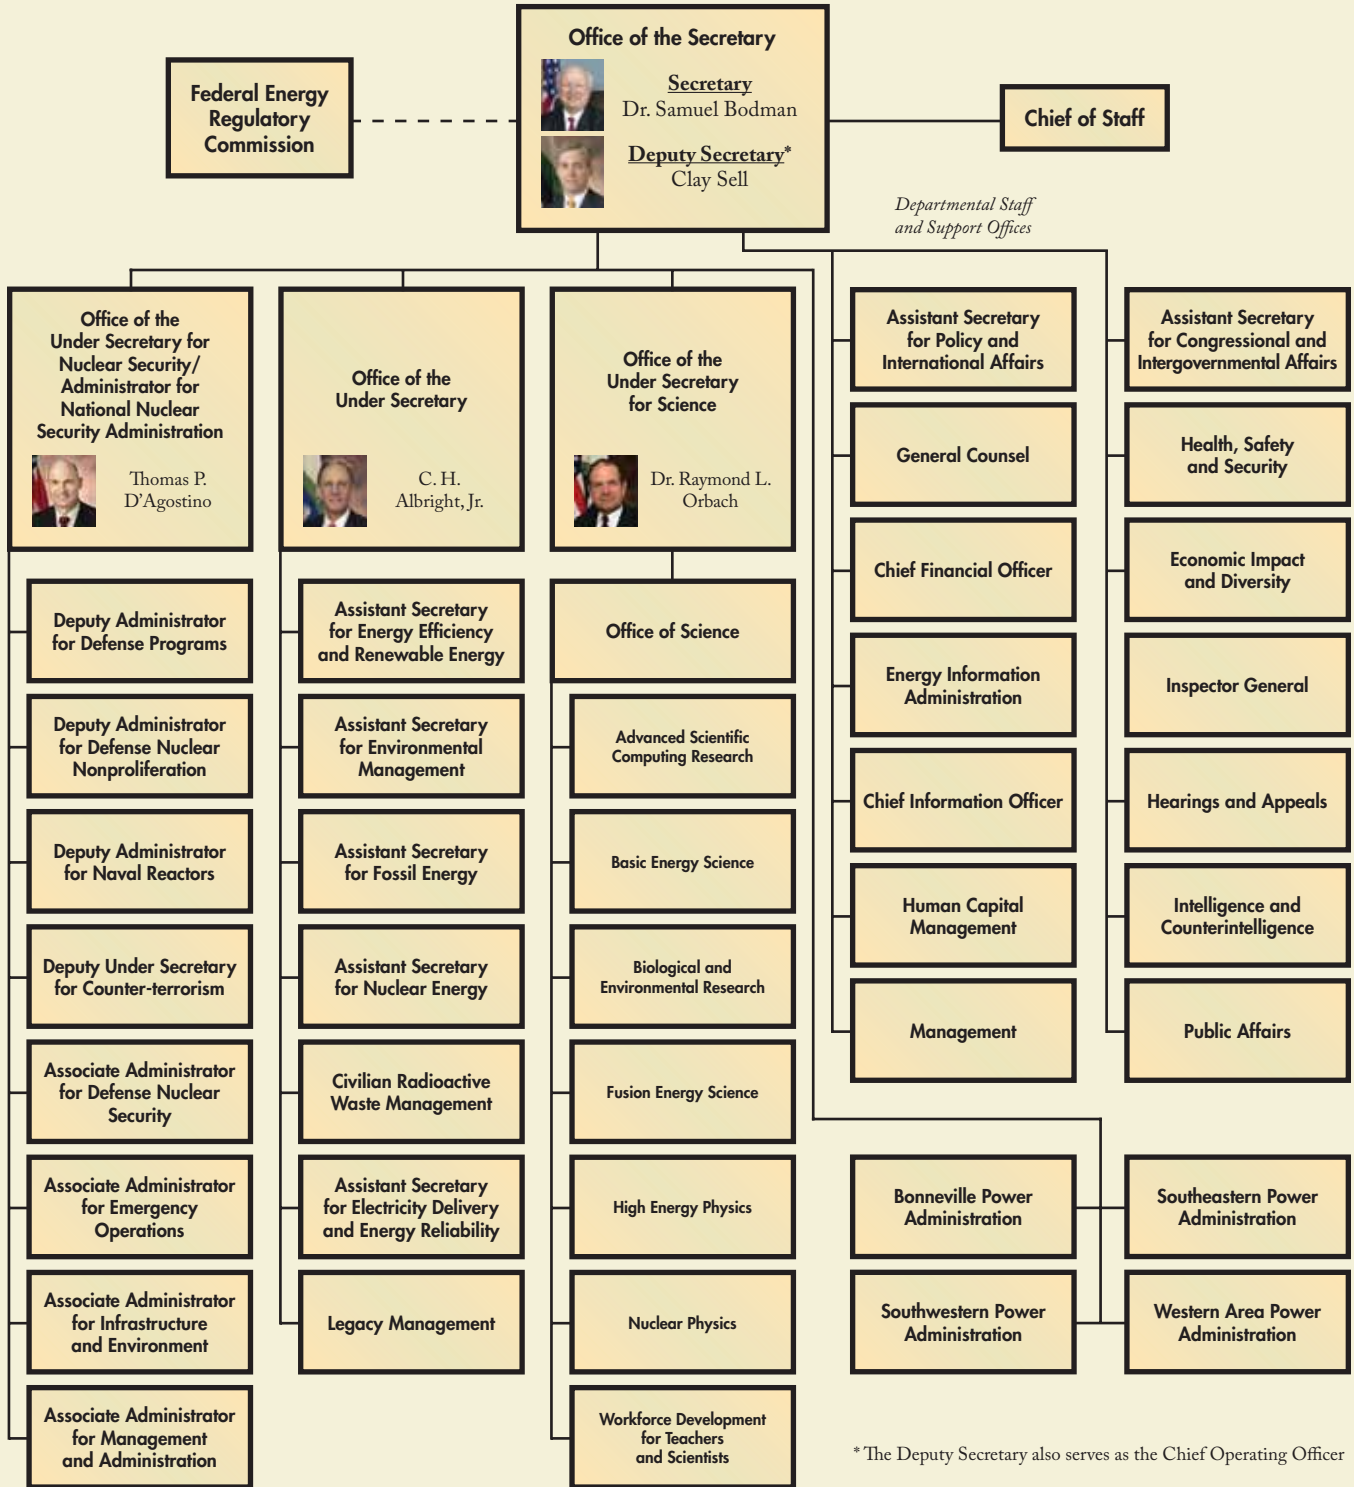 Office of the Secretary
Secretary
Dr. Samuel Bodman
Deputy Secretary*
Clay Sell
Federal Energy
Regulatory
Commission
Chief of Staff
Departmental Staff
and Support Offices
Office of the
Under Secretary for
Nuclear Security/
Administrator for
National Nuclear
Security Administration
Thomas P.
D'Agostino
Deputy Administrator
for Defense Programs
Deputy Administrator
for Defense Nuclear
Nonproliferation
Deputy Administrator
for Naval Reactors
Deputy Under Secretary
for Counter-terrorism
Associate Administrator
for Defense Nuclear
Security
Associate Administrator
for Emergency
Operations
Associate Administrator
for Infrastructure
and Environment
Associate Administrator
for Management
and Administration
Office of the
Under Secretary
C. H.
Albright, Jr.
Assistant Secretary
for Energy Efficiency
and Renewable Energy
Assistant Secretary
for Environmental
Management
Assistant Secretary
for Fossil Energy
Assistant Secretary
for Nuclear Energy
Civilian Radioactive
Waste Management
Assistant Secretary
for Electricity Delivery
and Energy Reliability
Legacy Management
Office of the
Under Secretary
for Science
Dr. Raymond L.
Orbach
Office of Science
Advanced Scientific
Computing Research
Basic Energy Science
Biological and
Environmental Research
Fusion Energy Science
High Energy Physics
Nuclear Physics
Workforce Development
for Teachers
and Scientists
Assistant Secretary
for Policy and
International Affairs
General Counsel
Chief Financial Officer
Energy Information
Administration
Chief Information Officer
Human Capital
Management
Management
Assistant Secretary
for Congressional and
Intergovernmental Affairs
Health, Safety
and Security
Economic Impact
and Diversity
Inspector General
Hearings and Appeals
Intelligence and
Counterintelligence
Public Affairs
Bonneville Power
Administration
Southeastern Power
Administration
Southwestern Power
Administration
Western Area Power
Administration
* The Deputy Secretary also serves as the Chief Operating Officer